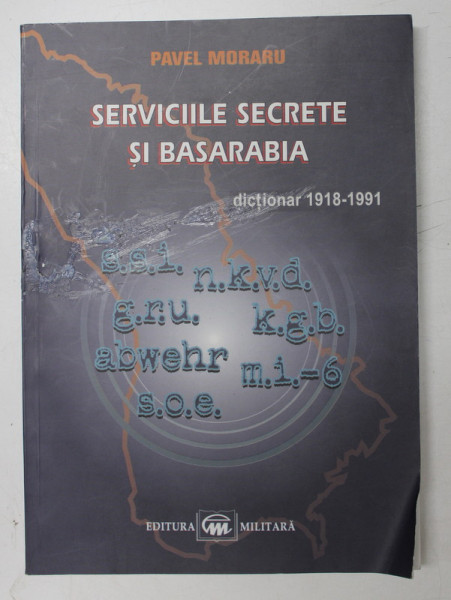 PAVEL MORARU
SERVICIILE SECRETE
ȘI BASARABIA
dicționar 1918-1991
s.s.i.
n.k.v.d.
g.r.u.
k.g.b.
abwehr
m.i.-6
s.o.e.
EDITURA MILITARĂ